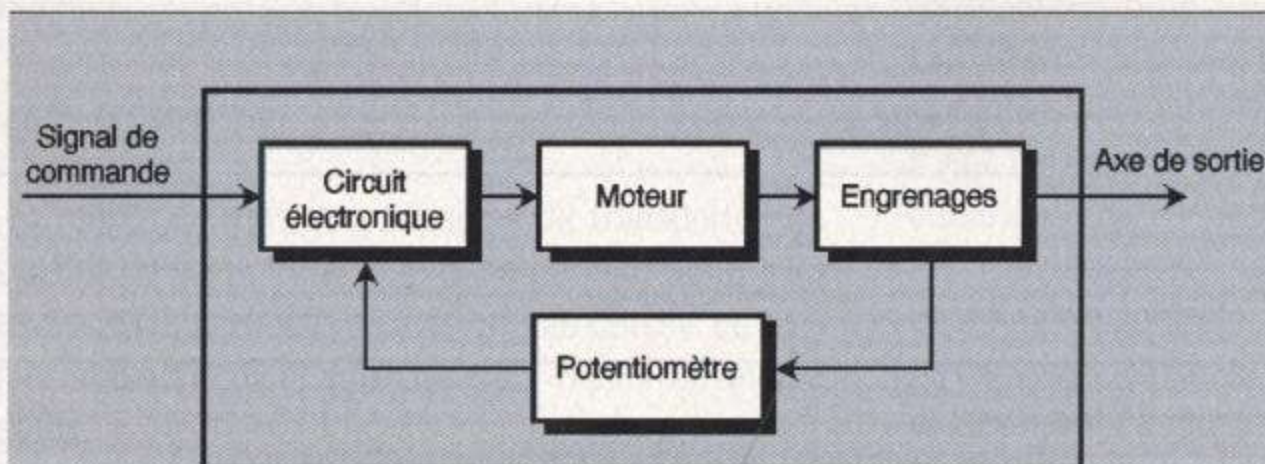 Signal de
commande
Circuit
électronique
Moteur
Engrenages
Axe de sortie
Potentiomètre